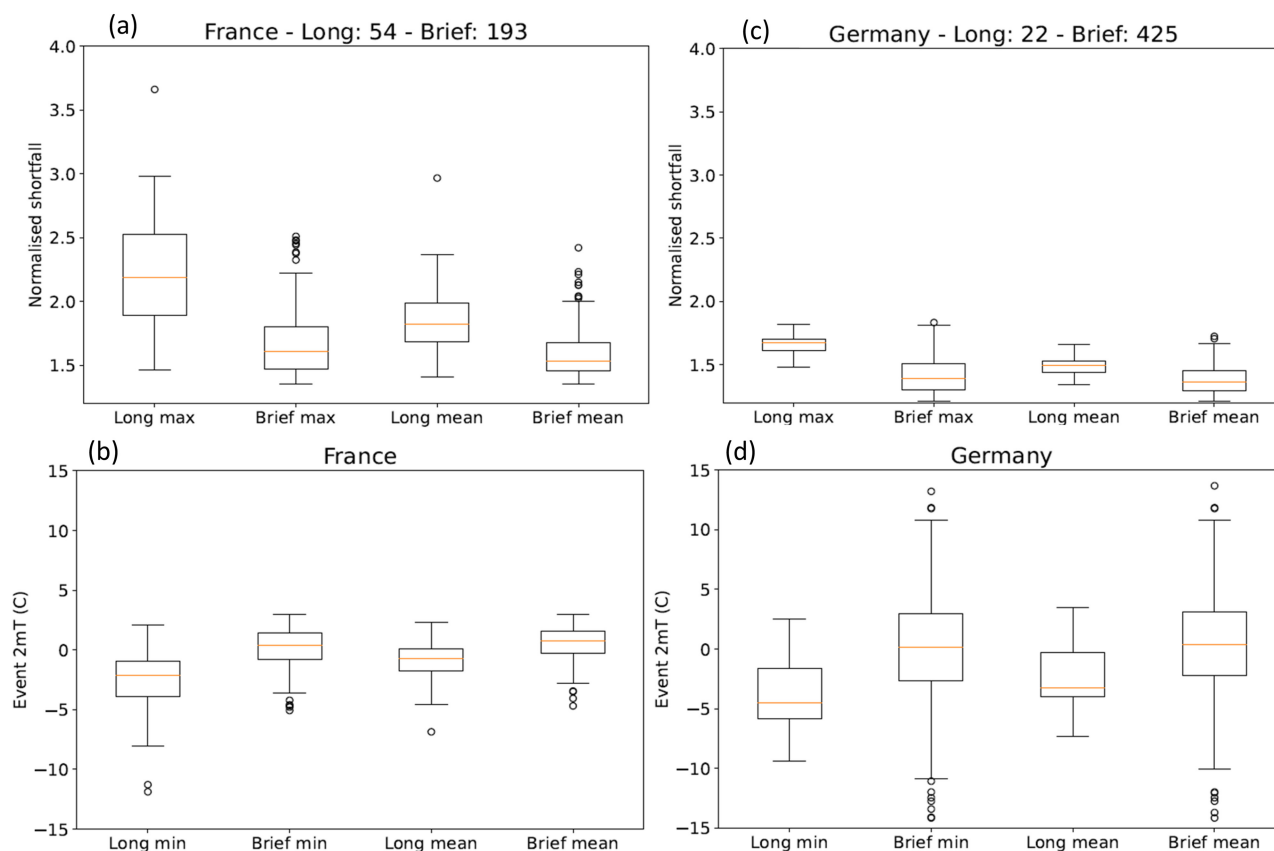 (a)
France - Long: 54 - Brief: 193
Normalised shortfall
4.0
3.5
3.0
2.5
2.0
1.5
Long max Brief max Long mean Brief mean
(c)
Germany - Long: 22 - Brief: 425
Normalised shortfall
4.0
3.5
3.0
2.5
2.0
1.5
Long max Brief max Long mean Brief mean
(b)
France
Event 2mT (C)
15
10
5
0
−5
−10
−15
Long min Brief min Long mean Brief mean
(d)
Germany
Event 2mT (C)
15
10
5
0
−5
−10
−15
Long min Brief min Long mean Brief mean